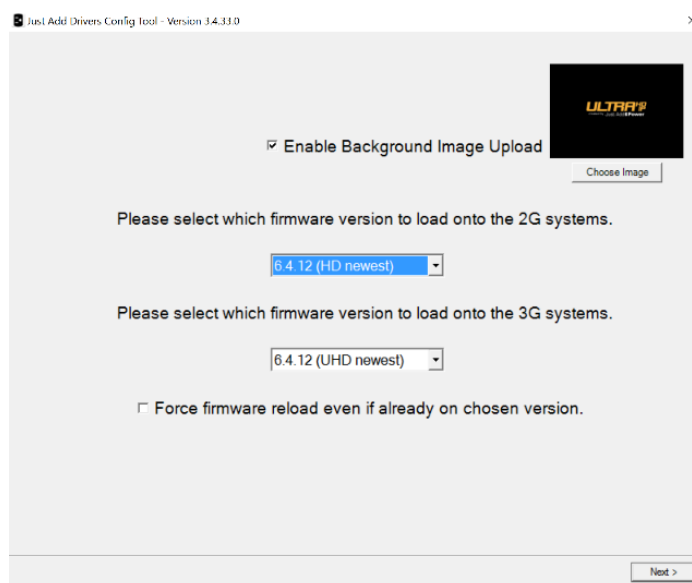 Just Add Drivers Config Tool - Version 3.4.33.0
ULTRA
Enable Background Image Upload
Choose Image
Please select which firmware version to load onto the 2G systems.
6.4.12 (HD newest)
Please select which firmware version to load onto the 3G systems.
6.4.12 (UHD newest)
Force firmware reload even if already on chosen version.
Next >